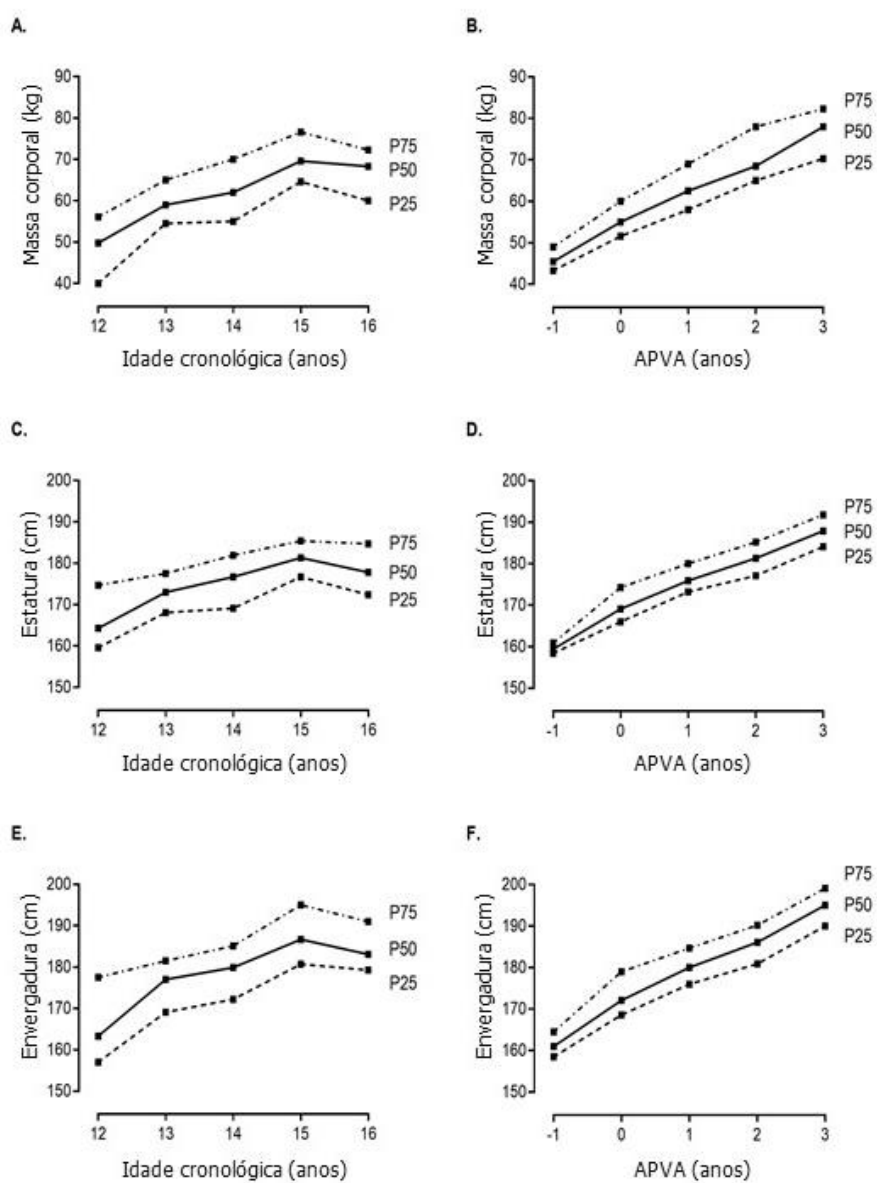 A.
Massa corporal (kg)
90
80
70
60
50
40
P75
P50
P25
12 13 14 15 16
Idade cronológica (anos)
B.
Massa corporal (kg)
90
80
70
60
50
40
P75
P50
P25
-1 0 1 2 3
APVA (anos)
C.
Estatura (cm)
200
190
180
170
160
150
P75
P50
P25
12 13 14 15 16
Idade cronológica (anos)
D.
Estatura (cm)
200
190
180
170
160
150
P75
P50
P25
-1 0 1 2 3
APVA (anos)
E.
Envergadura (cm)
200
190
180
170
160
150
P75
P50
P25
12 13 14 15 16
Idade cronológica (anos)
F.
Envergadura (cm)
200
190
180
170
160
150
P75
P50
P25
-1 0 1 2 3
APVA (anos)